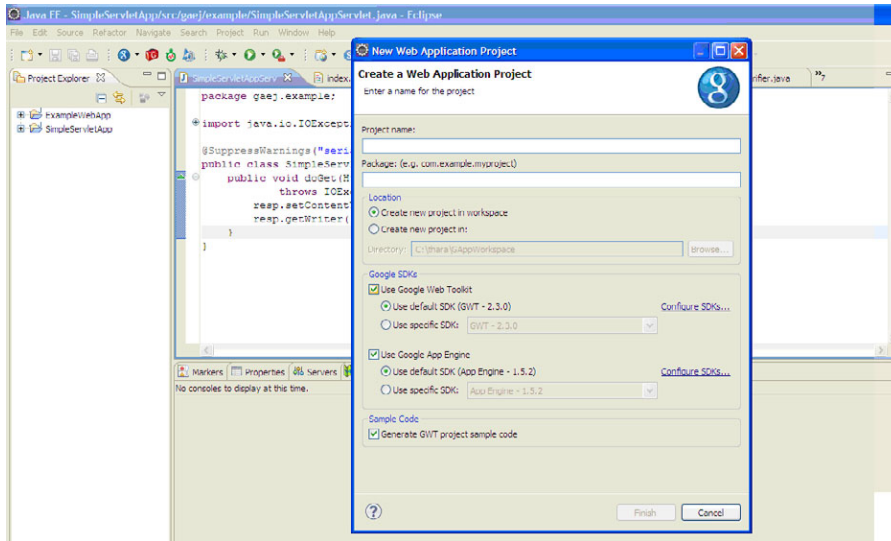 Java EE - SimpleServletApp/src/gaej/example/SimpleServletAppServlet.java - Eclipse
File Edit Source Refactor Navigate Search Project Run Window Help
Project Explorer
SimpleServletAppServ
index.
rifier.java
»7
ExampleWebApp
SimpleServletApp
package gaej.example;
import java.io.IOExcept
@SuppressWarnings("seri
public class SimpleServ
public void doGet(H
throws IOEx
resp.setContent
resp.getWriter(
}
}
Markers Properties Servers
No consoles to display at this time.
New Web Application Project
Create a Web Application Project
Enter a name for the project
Project name:
Package: (e.g. com.example.myproject)
Location
Create new project in workspace
Create new project in:
Directory: C:\thara\GAppWorkspace Browse...
Google SDKs
Use Google Web Toolkit
Use default SDK (GWT - 2.3.0) Configure SDKs...
Use specific SDK: GWT - 2.3.0
Use Google App Engine
Use default SDK (App Engine - 1.5.2) Configure SDKs...
Use specific SDK: App Engine - 1.5.2
Sample Code
Generate GWT project sample code
Finish Cancel